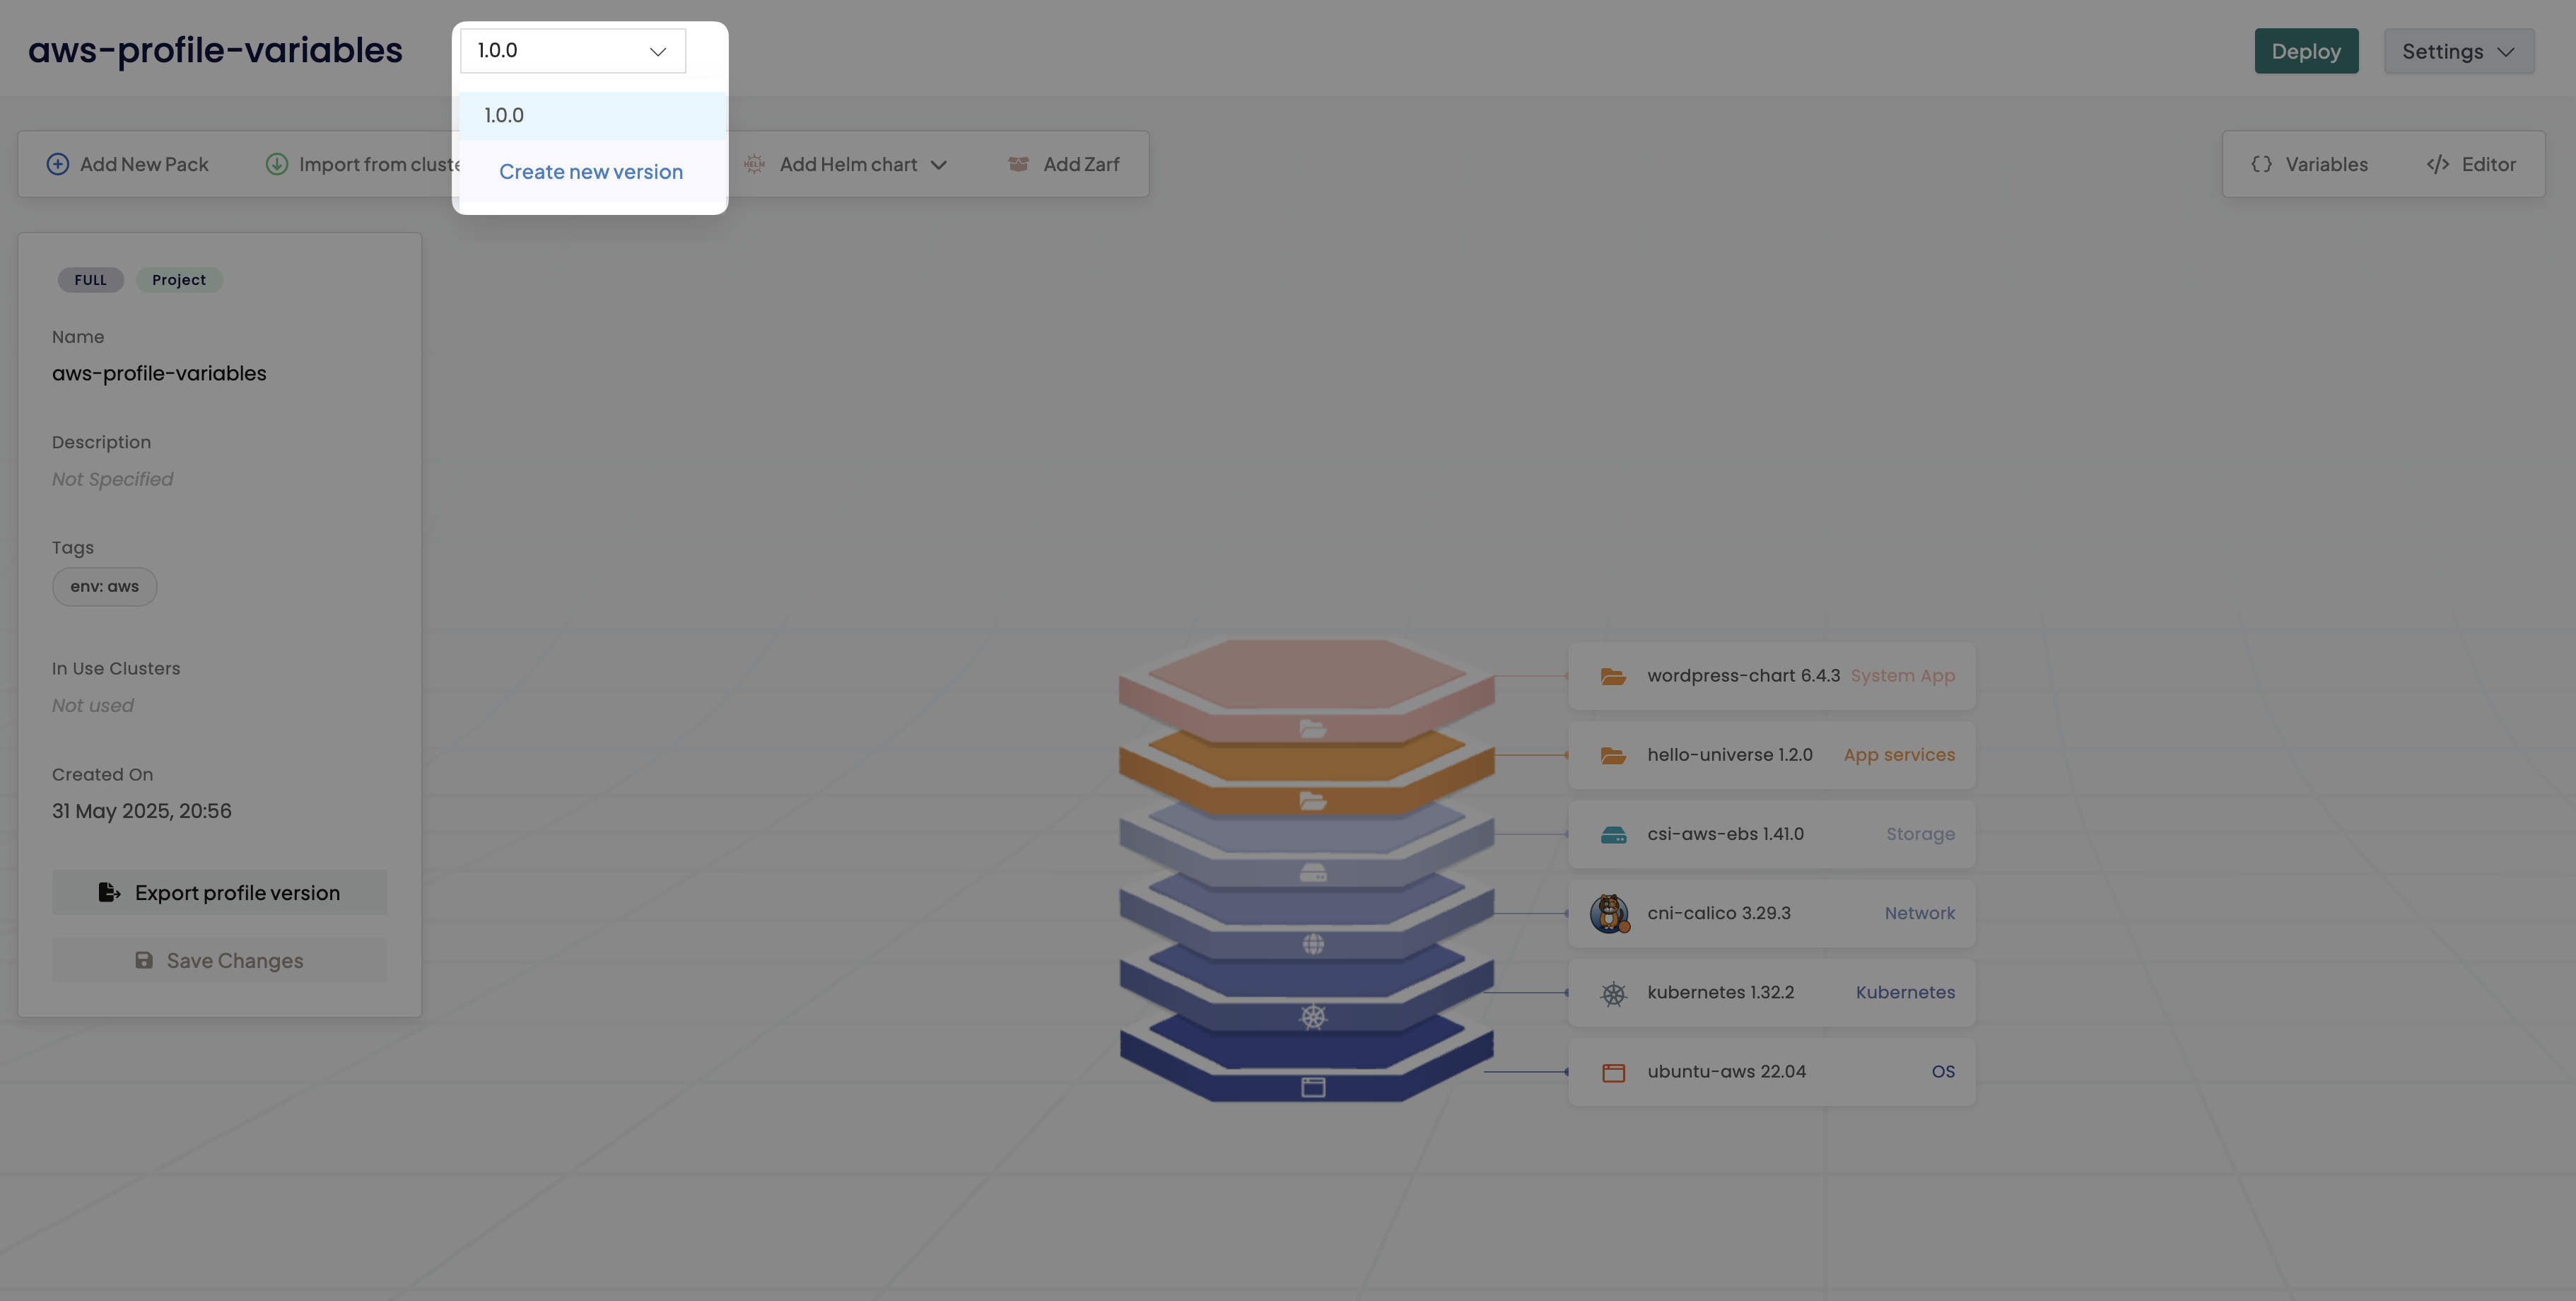 aws-profile-variables
1.0.0
Deploy
Settings
1.0.0
Create new version
Add New Pack
Import from cluste
HELM
Add Helm chart
Add Zarf
Variables
Editor
FULL
Project
Name
aws-profile-variables
Description
Not Specified
Tags
env: aws
In Use Clusters
Not used
Created On
31 May 2025, 20:56
Export profile version
Save Changes
wordpress-chart 6.4.3 System App
hello-universe 1.2.0 App services
csi-aws-ebs 1.41.0 Storage
cni-calico 3.29.3 Network
kubernetes 1.32.2 Kubernetes
ubuntu-aws 22.04 OS